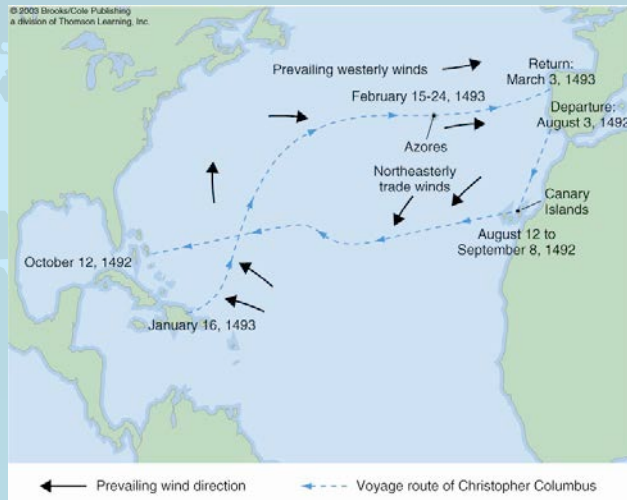 © 2003 Brooks/Cole Publishing
a division of Thomson Learning, Inc.
Prevailing westerly winds
Return:
March 3, 1493
February 15-24, 1493
Departure:
August 3, 1492
Azores
Northeasterly
trade winds
Canary
Islands
August 12 to
September 8, 1492
October 12, 1492
January 16, 1493
Prevailing wind direction
Voyage route of Christopher Columbus